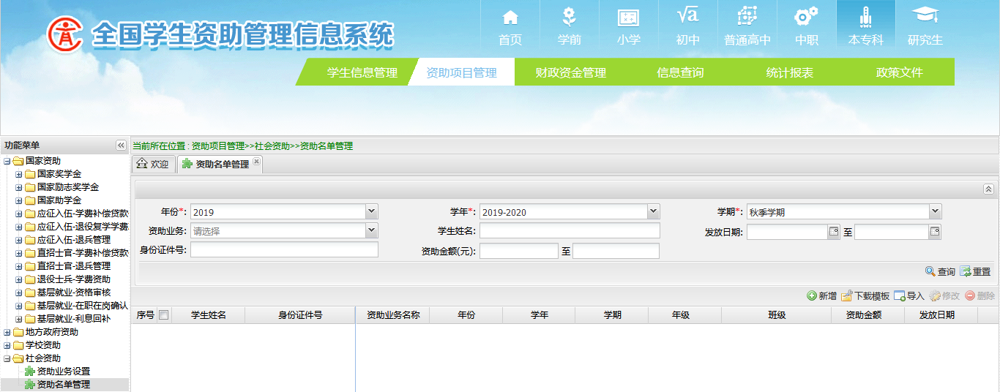 全国学生资助管理信息系统
首页 学前 小学 初中 普通高中 中职 本专科 研究生
学生信息管理 资助项目管理 财政资金管理 信息查询 统计报表 政策文件
功能菜单
国家资助
国家奖学金
国家励志奖学金
国家助学金
应征入伍-学费补偿贷款
应征入伍-退役复学学费
应征入伍-退兵管理
直招士官-学费补偿贷款
直招士官-退兵管理
退役士兵-学费资助
基层就业-资格审核
基层就业-在职在岗确认
基层就业-利息回补
地方政府资助
学校资助
社会资助
资助业务设置
资助名单管理
当前所在位置 : 资助项目管理>>社会资助>>资助名单管理
欢迎 资助名单管理
年份*: 2019 学年*: 2019-2020 学期*: 秋季学期
资助业务: 请选择 学生姓名: 发放日期: 至
身份证件号: 资助金额(元): 至
查询 重置
新增 下载模板 导入 修改 删除
序号 学生姓名 身份证件号 资助业务名称 年份 学年 学期 年级 班级 资助金额 发放日期